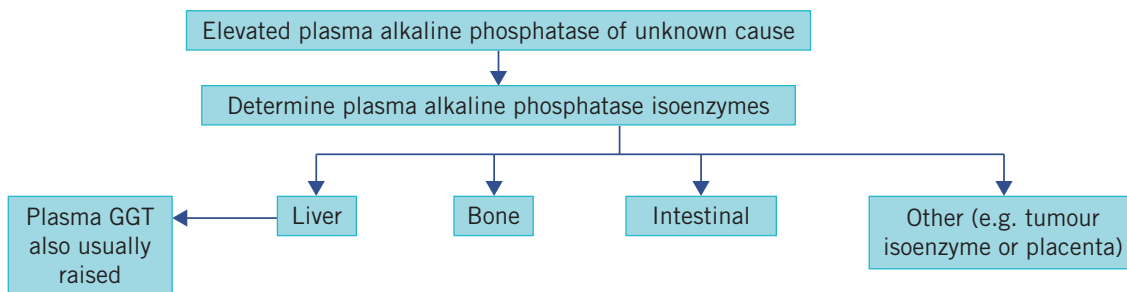 Elevated plasma alkaline phosphatase of unknown cause
Determine plasma alkaline phosphatase isoenzymes
Plasma GGT
also usually
raised
Liver
Bone
Intestinal
Other (e.g. tumour
isoenzyme or placenta)